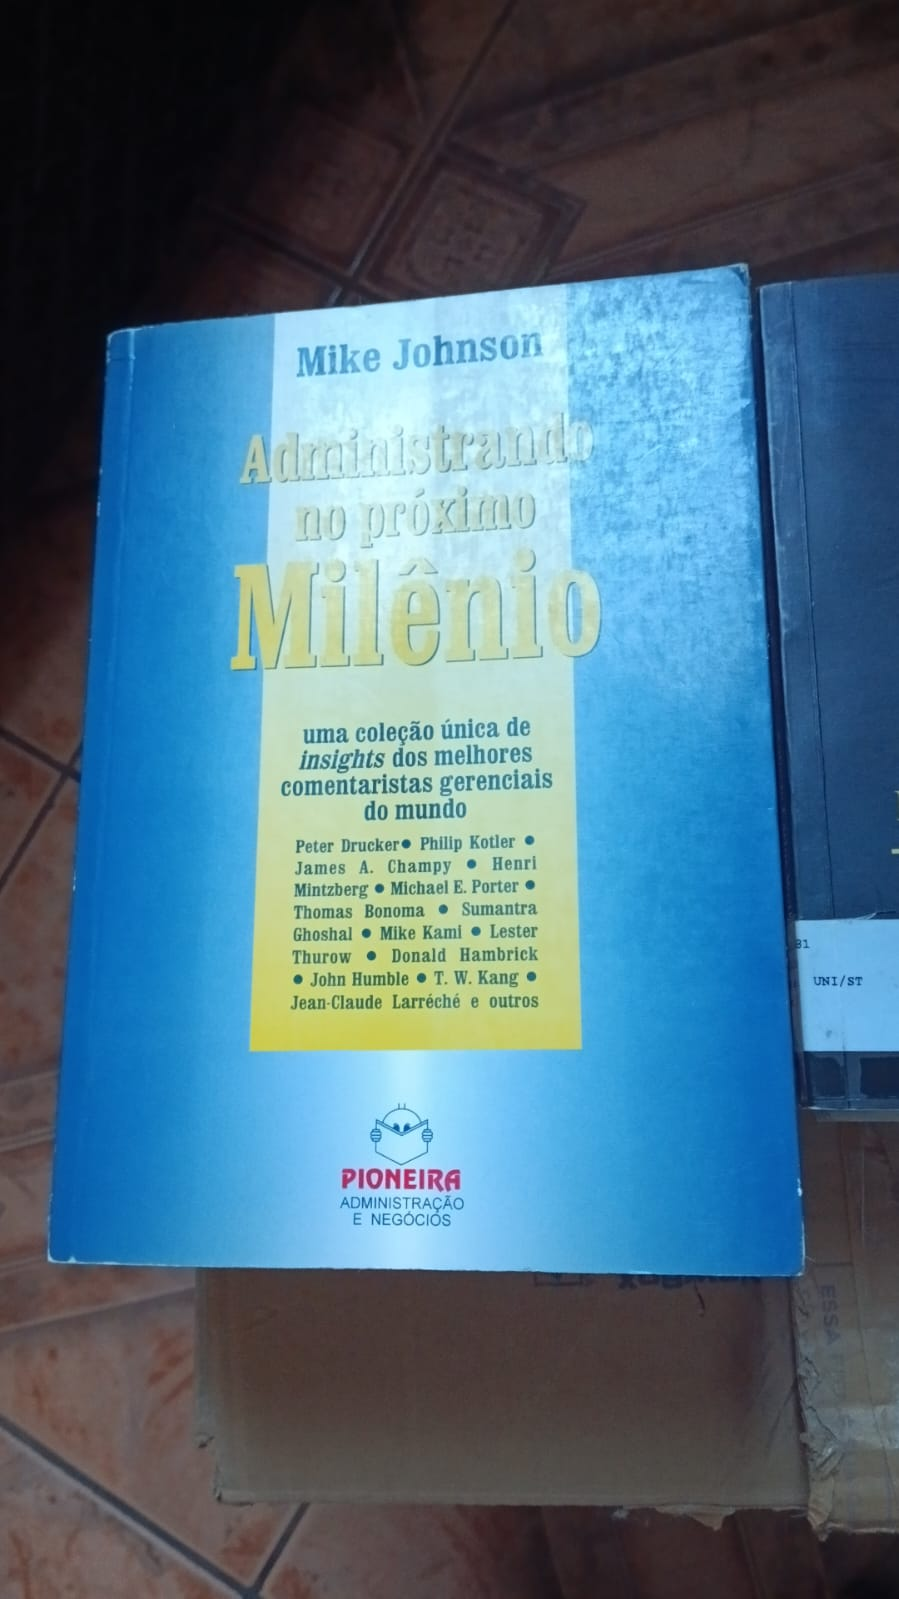 Mike Johnson
Administrando
no próximo
Milênio
uma coleção única de
insights dos melhores
comentaristas gerenciais
do mundo
Peter Drucker ● Philip Kotler ●
James A. Champy ● Henri
Mintzberg ● Michael E. Porter ●
Thomas Bonoma ● Sumantra
Ghoshal ● Mike Kami ● Lester
Thurow ● Donald Hambrick
● John Humble ● T. W. Kang ●
Jean-Claude Larréché e outros
PIONEIRA
ADMINISTRAÇÃO
E NEGÓCIOS
81
UNI/ST
ESSA